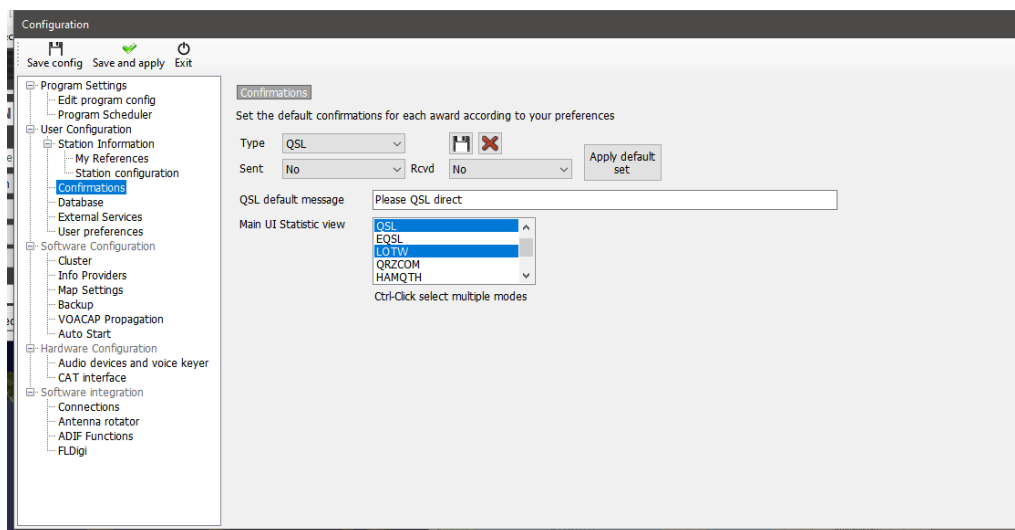 Configuration
Save config Save and apply Exit
Program Settings
Edit program config
Program Scheduler
User Configuration
Station Information
My References
Station configuration
Confirmations
Database
External Services
User preferences
Software Configuration
Cluster
Info Providers
Map Settings
Backup
VOACAP Propagation
Auto Start
Hardware Configuration
Audio devices and voice keyer
CAT interface
Software integration
Connections
Antenna rotator
ADIF Functions
FLDigi
Confirmations
Set the default confirmations for each award according to your preferences
Type QSL
Sent No Rcvd No
Apply default
set
QSL default message Please QSL direct
Main UI Statistic view
QSL
EQSL
LOTW
QRZCOM
HAMQTH
Ctrl-Click select multiple modes